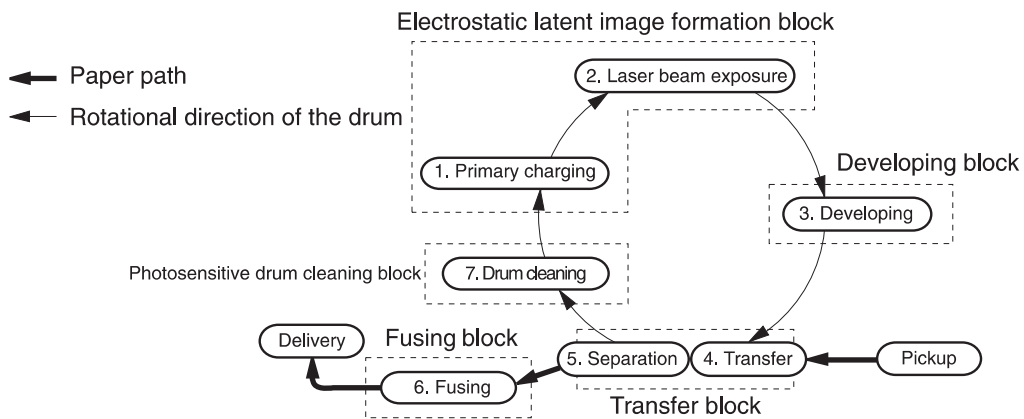 Electrostatic latent image formation block
Paper path
2. Laser beam exposure
Rotational direction of the drum
1. Primary charging
Developing block
3. Developing
Photosensitive drum cleaning block
7. Drum cleaning
Delivery
Fusing block
5. Separation
4. Transfer
Pickup
6. Fusing
Transfer block